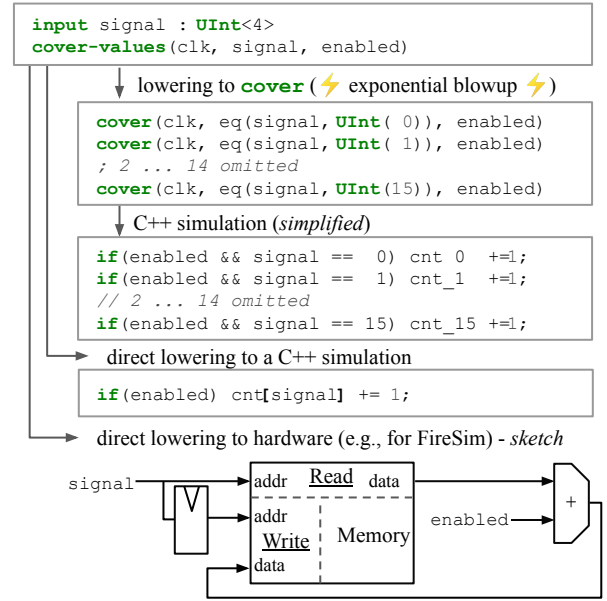 input signal : UInt<4>
cover-values(clk, signal, enabled)
lowering to cover (⚡ exponential blowup ⚡)
cover(clk, eq(signal, UInt( 0)), enabled)
cover(clk, eq(signal, UInt( 1)), enabled)
; 2 ... 14 omitted
cover(clk, eq(signal, UInt(15)), enabled)
C++ simulation (simplified)
if(enabled && signal ==  0) cnt_0  +=1;
if(enabled && signal ==  1) cnt_1  +=1;
// 2 ... 14 omitted
if(enabled && signal == 15) cnt_15 +=1;
direct lowering to a C++ simulation
if(enabled) cnt[signal] += 1;
direct lowering to hardware (e.g., for FireSim) - sketch
signal
addr Read data
addr
Write
data
Memory
enabled
+